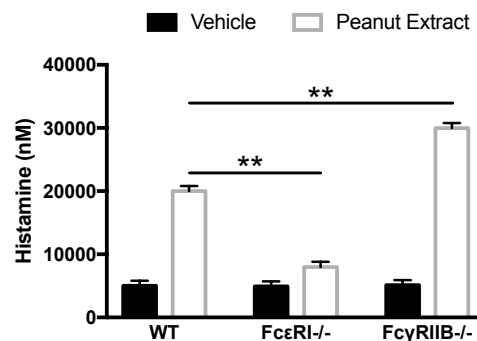 Vehicle Peanut Extract
40000
**
30000
**
20000
10000
0
Histamine (nM)
WT FcεRI-/- FcγRIIB-/-